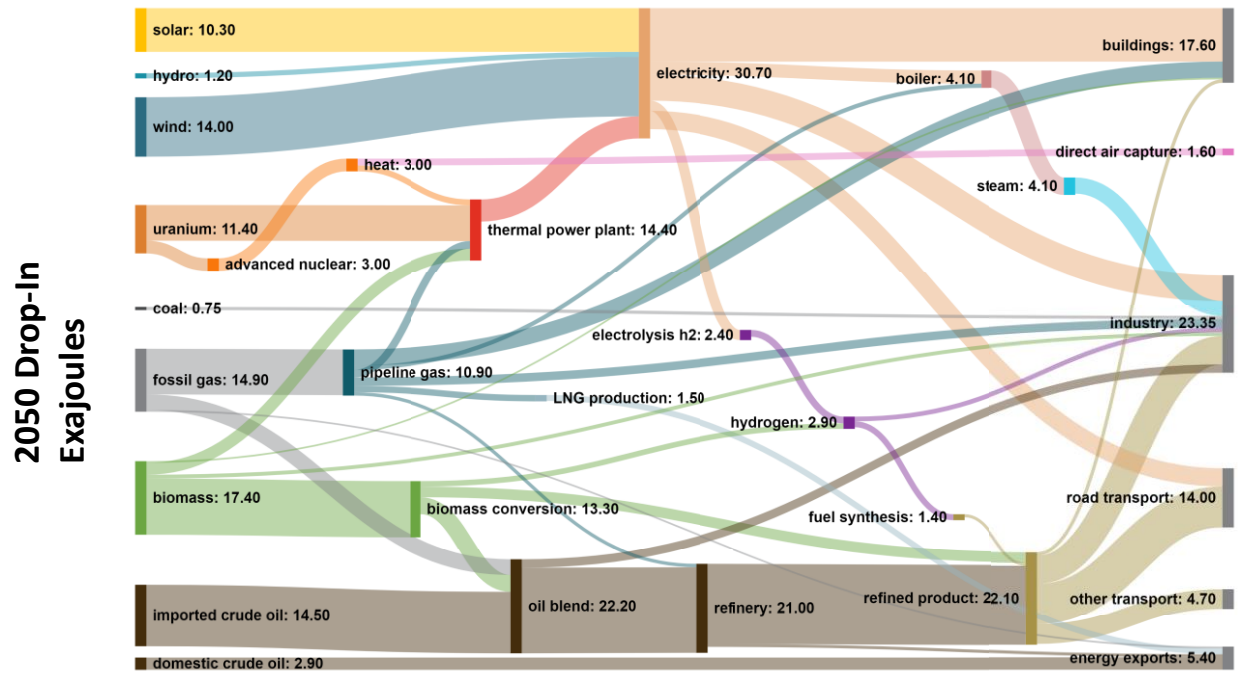 2050 Drop-In
Exajoules
solar: 10.30
buildings: 17.60
hydro: 1.20
electricity: 30.70
boiler: 4.10
wind: 14.00
direct air capture: 1.60
heat: 3.00
steam: 4.10
uranium: 11.40
thermal power plant: 14.40
advanced nuclear: 3.00
coal: 0.75
industry: 23.35
electrolysis h2: 2.40
pipeline gas: 10.90
fossil gas: 14.90
LNG production: 1.50
hydrogen: 2.90
biomass: 17.40
road transport: 14.00
biomass conversion: 13.30
fuel synthesis: 1.40
refined product: 22.10
other transport: 4.70
oil blend: 22.20
refinery: 21.00
imported crude oil: 14.50
energy exports: 5.40
domestic crude oil: 2.90